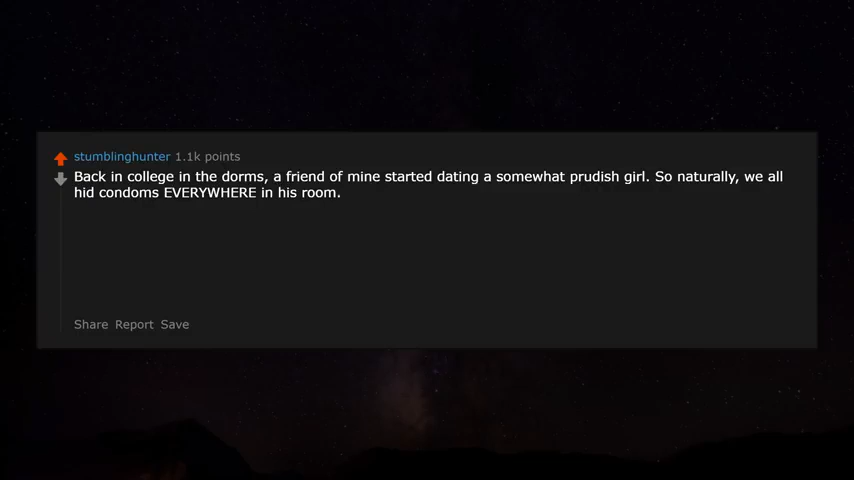 stumblinghunter 1.1k points
Back in college in the dorms, a friend of mine started dating a somewhat prudish girl. So naturally, we all
hid condoms EVERYWHERE in his room.
Share Report Save